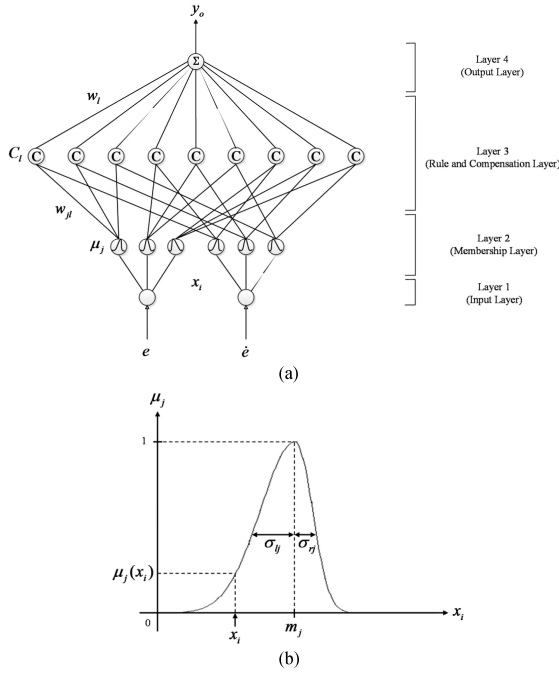 y_o
Σ
Layer 4
(Output Layer)
w_l
C_l C C C C C C C C C
Layer 3
(Rule and Compensation Layer)
w_jl
μ_j
Layer 2
(Membership Layer)
x_i
Layer 1
(Input Layer)
e ė
(a)
μ_j
1
σ_lj σ_rj
μ_j(x_i)
0 x_i m_j x_i
(b)